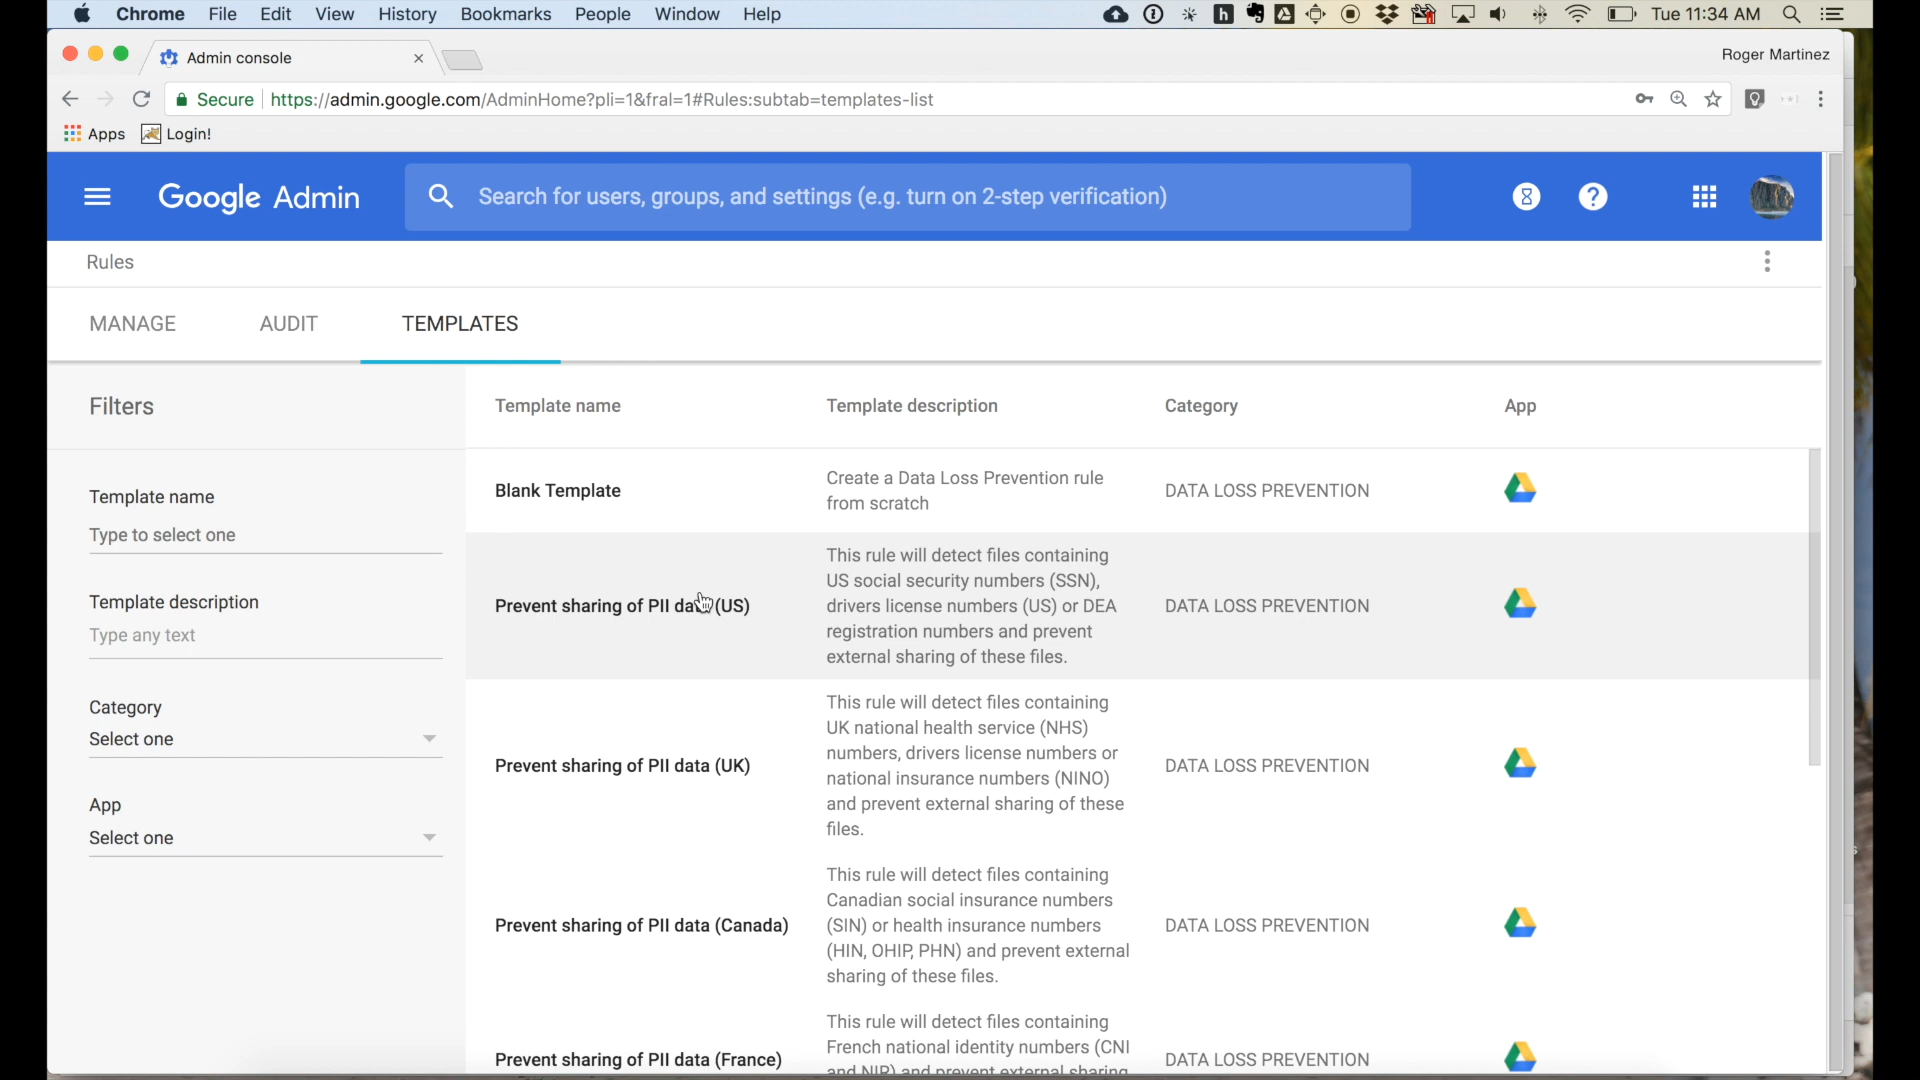 Chrome File Edit View History Bookmarks People Window Help Tue 11:34 AM
Admin console Roger Martinez
Secure https://admin.google.com/AdminHome?pli=1&fral=1#Rules:subtab=templates-list
Apps Login!
Google Admin Search for users, groups, and settings (e.g. turn on 2-step verification)
Rules
MANAGE AUDIT TEMPLATES
Filters
Template name
Type to select one
Template description
Type any text
Category
Select one
App
Select one
Template name Template description Category App
Blank Template
Create a Data Loss Prevention rule
from scratch
DATA LOSS PREVENTION
Prevent sharing of PII data (US)
This rule will detect files containing
US social security numbers (SSN),
drivers license numbers (US) or DEA
registration numbers and prevent
external sharing of these files.
DATA LOSS PREVENTION
Prevent sharing of PII data (UK)
This rule will detect files containing
UK national health service (NHS)
numbers, drivers license numbers or
national insurance numbers (NINO)
and prevent external sharing of these
files.
DATA LOSS PREVENTION
Prevent sharing of PII data (Canada)
This rule will detect files containing
Canadian social insurance numbers
(SIN) or health insurance numbers
(HIN, OHIP, PHN) and prevent external
sharing of these files.
DATA LOSS PREVENTION
Prevent sharing of PII data (France)
This rule will detect files containing
French national identity numbers (CNI
and NIR) and prevent external sharing
DATA LOSS PREVENTION